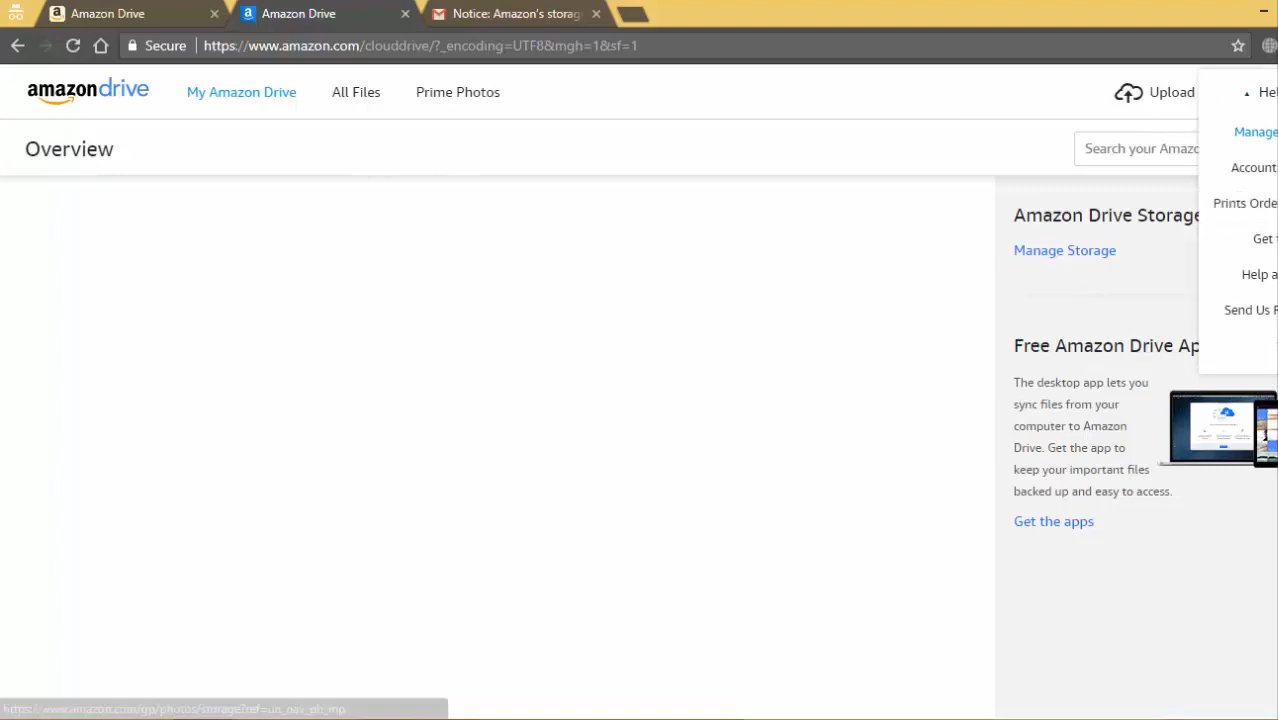 Amazon Drive
Amazon Drive
Notice: Amazon's storag
Secure
https://www.amazon.com/clouddrive/?_encoding=UTF8&mgh=1&sf=1
amazondrive
My Amazon Drive
All Files
Prime Photos
Upload
Hel
Manage
Account
Prints Orde
Get
Help a
Send Us F
Overview
Search your Amazo
Amazon Drive Storage
Manage Storage
Free Amazon Drive Ap
The desktop app lets you
sync files from your
computer to Amazon
Drive. Get the app to
keep your important files
backed up and easy to access.
Get the apps